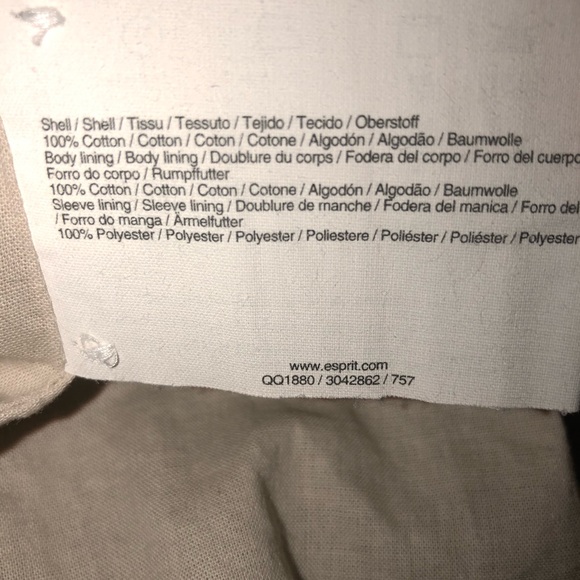 Shell / Shell / Tissu / Tessuto / Tejido / Tecido / Oberstoff
100% Cotton / Cotton / Coton / Cotone / Algodón / Algodão / Baumwolle
Body lining / Body lining / Doublure du corps / Fodera del corpo / Forro del cuerpo
Forro do corpo / Rumpffutter
100% Cotton / Cotton / Coton / Cotone / Algodón / Algodão / Baumwolle
Sleeve lining / Sleeve lining / Doublure de manche / Fodera del manica / Forro del
/ Forro do manga / Ärmelfutter
100% Polyester / Polyester / Polyester / Poliestere / Poliéster / Poliéster / Polyester
www.esprit.com
QQ1880 / 3042862 / 757